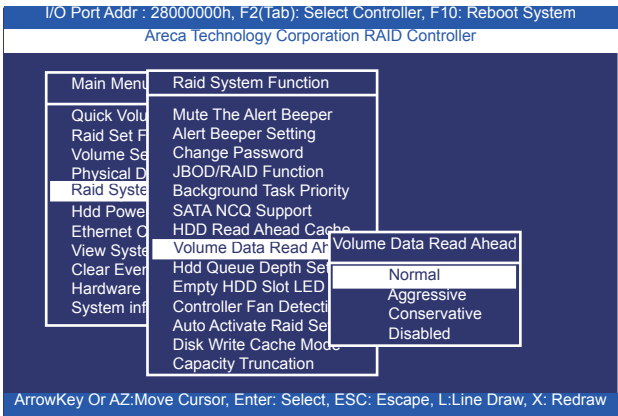 I/O Port Addr : 28000000h, F2(Tab): Select Controller, F10: Reboot System
Areca Technology Corporation RAID Controller
Main Menu
Quick Volu
Raid Set F
Volume Se
Physical D
Raid Syste
Hdd Powe
Ethernet C
View Syste
Clear Even
Hardware
System inf
Raid System Function
Mute The Alert Beeper
Alert Beeper Setting
Change Password
JBOD/RAID Function
Background Task Priority
SATA NCQ Support
HDD Read Ahead Cache
Volume Data Read Ah
Hdd Queue Depth Set
Empty HDD Slot LED
Controller Fan Detecti
Auto Activate Raid Se
Disk Write Cache Mode
Capacity Truncation
Volume Data Read Ahead
Normal
Aggressive
Conservative
Disabled
ArrowKey Or AZ:Move Cursor, Enter: Select, ESC: Escape, L:Line Draw, X: Redraw